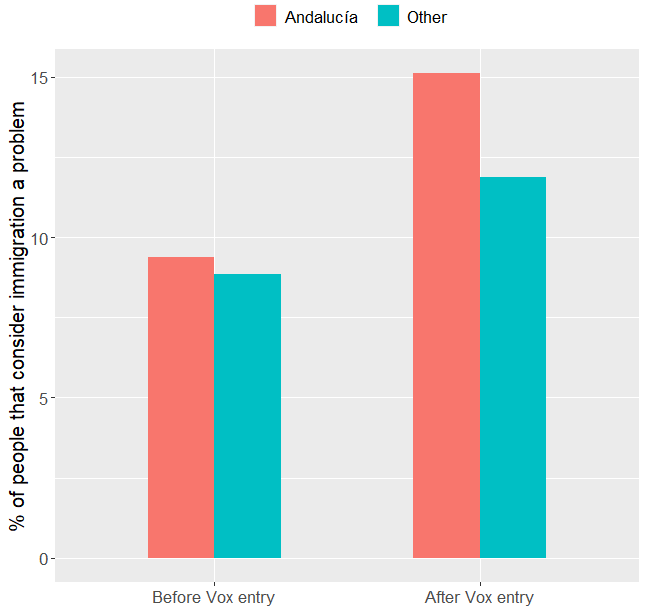 Andalucía
Other
% of people that consider immigration a problem
15
10
5
0
Before Vox entry
After Vox entry